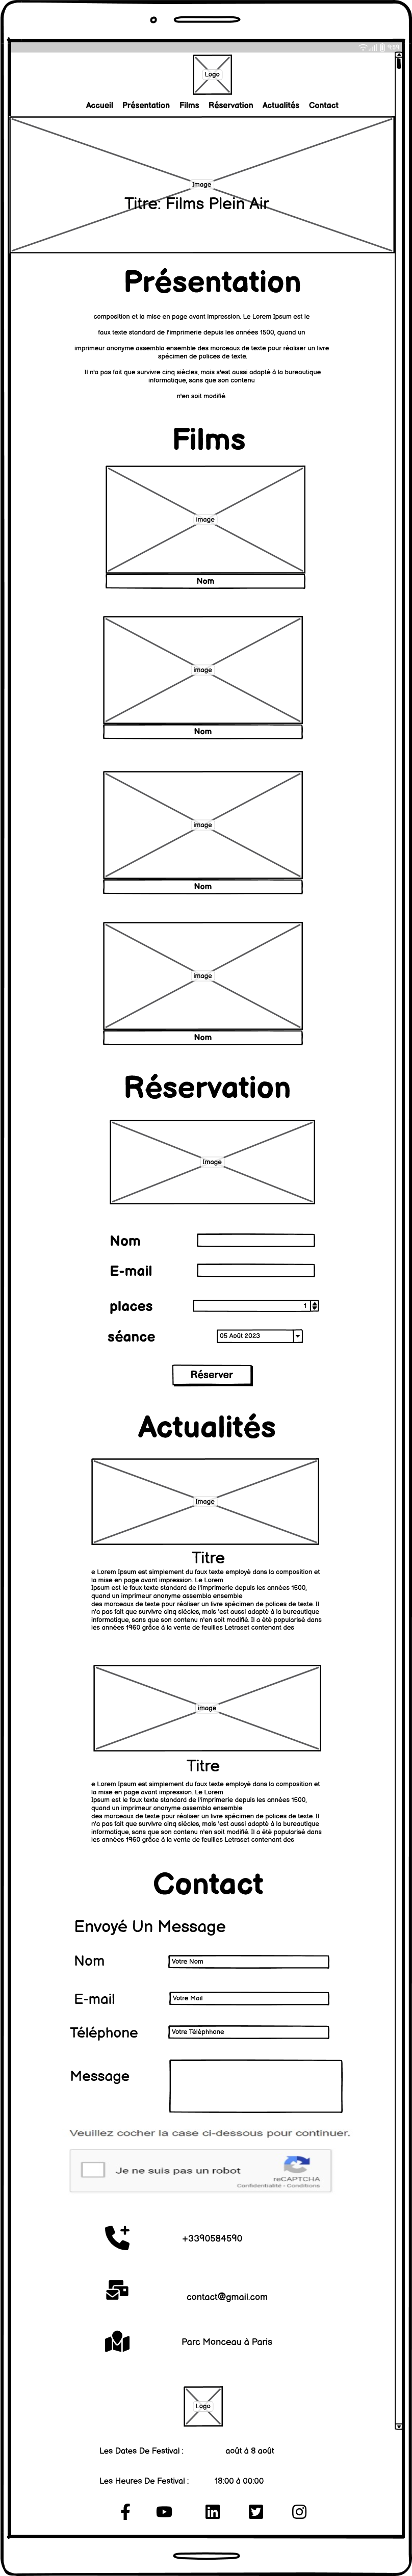 Logo
Accueil Présentation Films Réservation Actualités Contact
Image
Titre: Films Plein Air
Présentation
composition et la mise en page avant impression. Le Lorem Ipsum est le
faux texte standard de l'imprimerie depuis les années 1500, quand un
imprimeur anonyme assembla ensemble des morceaux de texte pour réaliser un livre
spécimen de polices de texte.
Il n'a pas fait que survivre cinq siècles, mais s'est aussi adapté à la bureautique
informatique, sans que son contenu
n'en soit modifié.
Films
image
Nom
image
Nom
image
Nom
image
Nom
Réservation
Image
Nom
E-mail
places 1
séance 05 Août 2023
Réserver
Actualités
Image
Titre
e Lorem Ipsum est simplement du faux texte employé dans la composition et
la mise en page avant impression. Le Lorem
Ipsum est le faux texte standard de l'imprimerie depuis les années 1500,
quand un imprimeur anonyme assembla ensemble
des morceaux de texte pour réaliser un livre spécimen de polices de texte. Il
n'a pas fait que survivre cinq siècles, mais 'est aussi adapté à la bureautique
informatique, sans que son contenu n'en soit modifié. Il a été popularisé dans
les années 1960 grâce à la vente de feuilles Letraset contenant des
image
Titre
e Lorem Ipsum est simplement du faux texte employé dans la composition et
la mise en page avant impression. Le Lorem
Ipsum est le faux texte standard de l'imprimerie depuis les années 1500,
quand un imprimeur anonyme assembla ensemble
des morceaux de texte pour réaliser un livre spécimen de polices de texte. Il
n'a pas fait que survivre cinq siècles, mais s'est aussi adapté à la bureautique
informatique, sans que son contenu n'en soit modifié. Il a été popularisé dans
les années 1960 grâce à la vente de feuilles Letraset contenant des
Contact
Envoyé Un Message
Nom Votre Nom
E-mail Votre Mail
Téléphone Votre Téléphhone
Message
Veuillez cocher la case ci-dessous pour continuer.
Je ne suis pas un robot
reCAPTCHA
Confidentialité - Conditions
+3390584590
contact@gmail.com
Parc Monceau à Paris
Logo
Les Dates De Festival : août à 8 août
Les Heures De Festival : 18:00 à 00:00